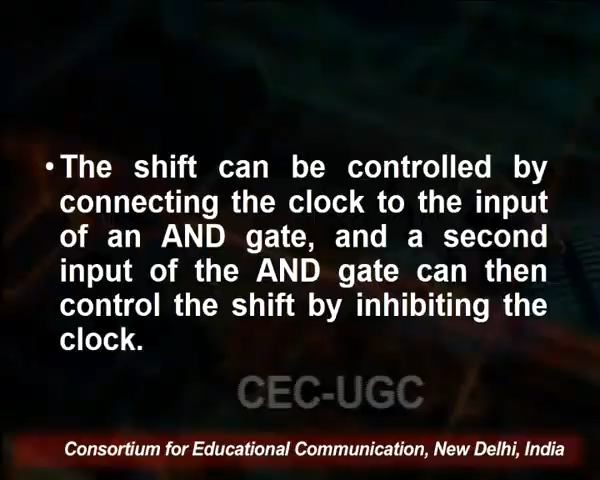 • The shift can be controlled by
connecting the clock to the input
of an AND gate, and a second
input of the AND gate can then
control the shift by inhibiting the
clock.
CEC-UGC
Consortium for Educational Communication, New Delhi, India